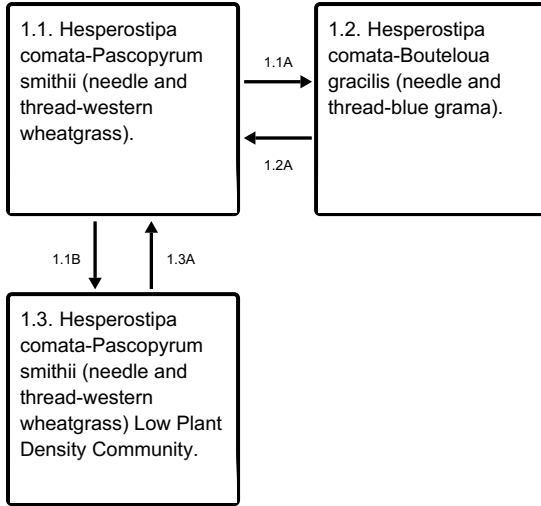 1.1. Hesperostipa
comata-Pascopyrum
smithii (needle and
thread-western
wheatgrass).
1.1A
1.2A
1.2. Hesperostipa
comata-Bouteloua
gracilis (needle and
thread-blue grama).
1.1B
1.3A
1.3. Hesperostipa
comata-Pascopyrum
smithii (needle and
thread-western
wheatgrass) Low Plant
Density Community.